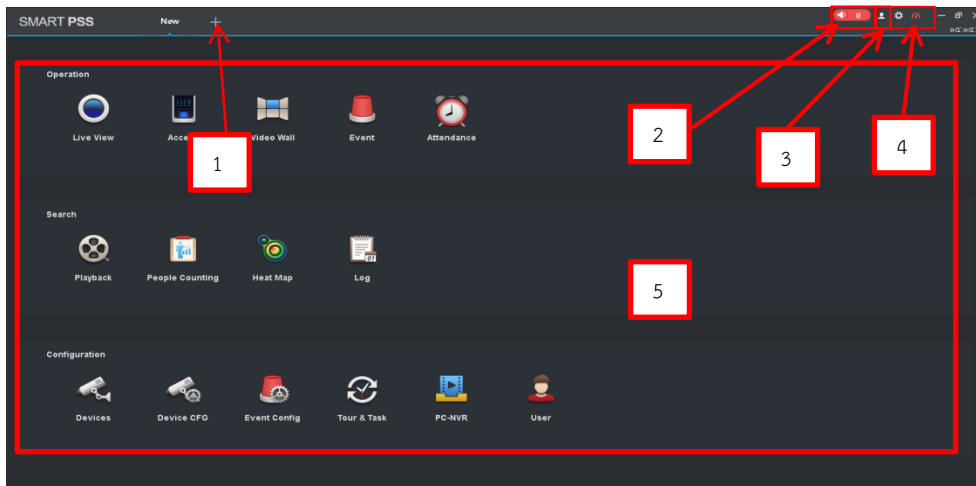 SMART PSS New +
0
Operation
Live View Acce Video Wall Event Attendance
1
2
3
4
Search
Playback People Counting Heat Map Log
5
Configuration
Devices Device CFG Event Config Tour & Task PC-NVR User